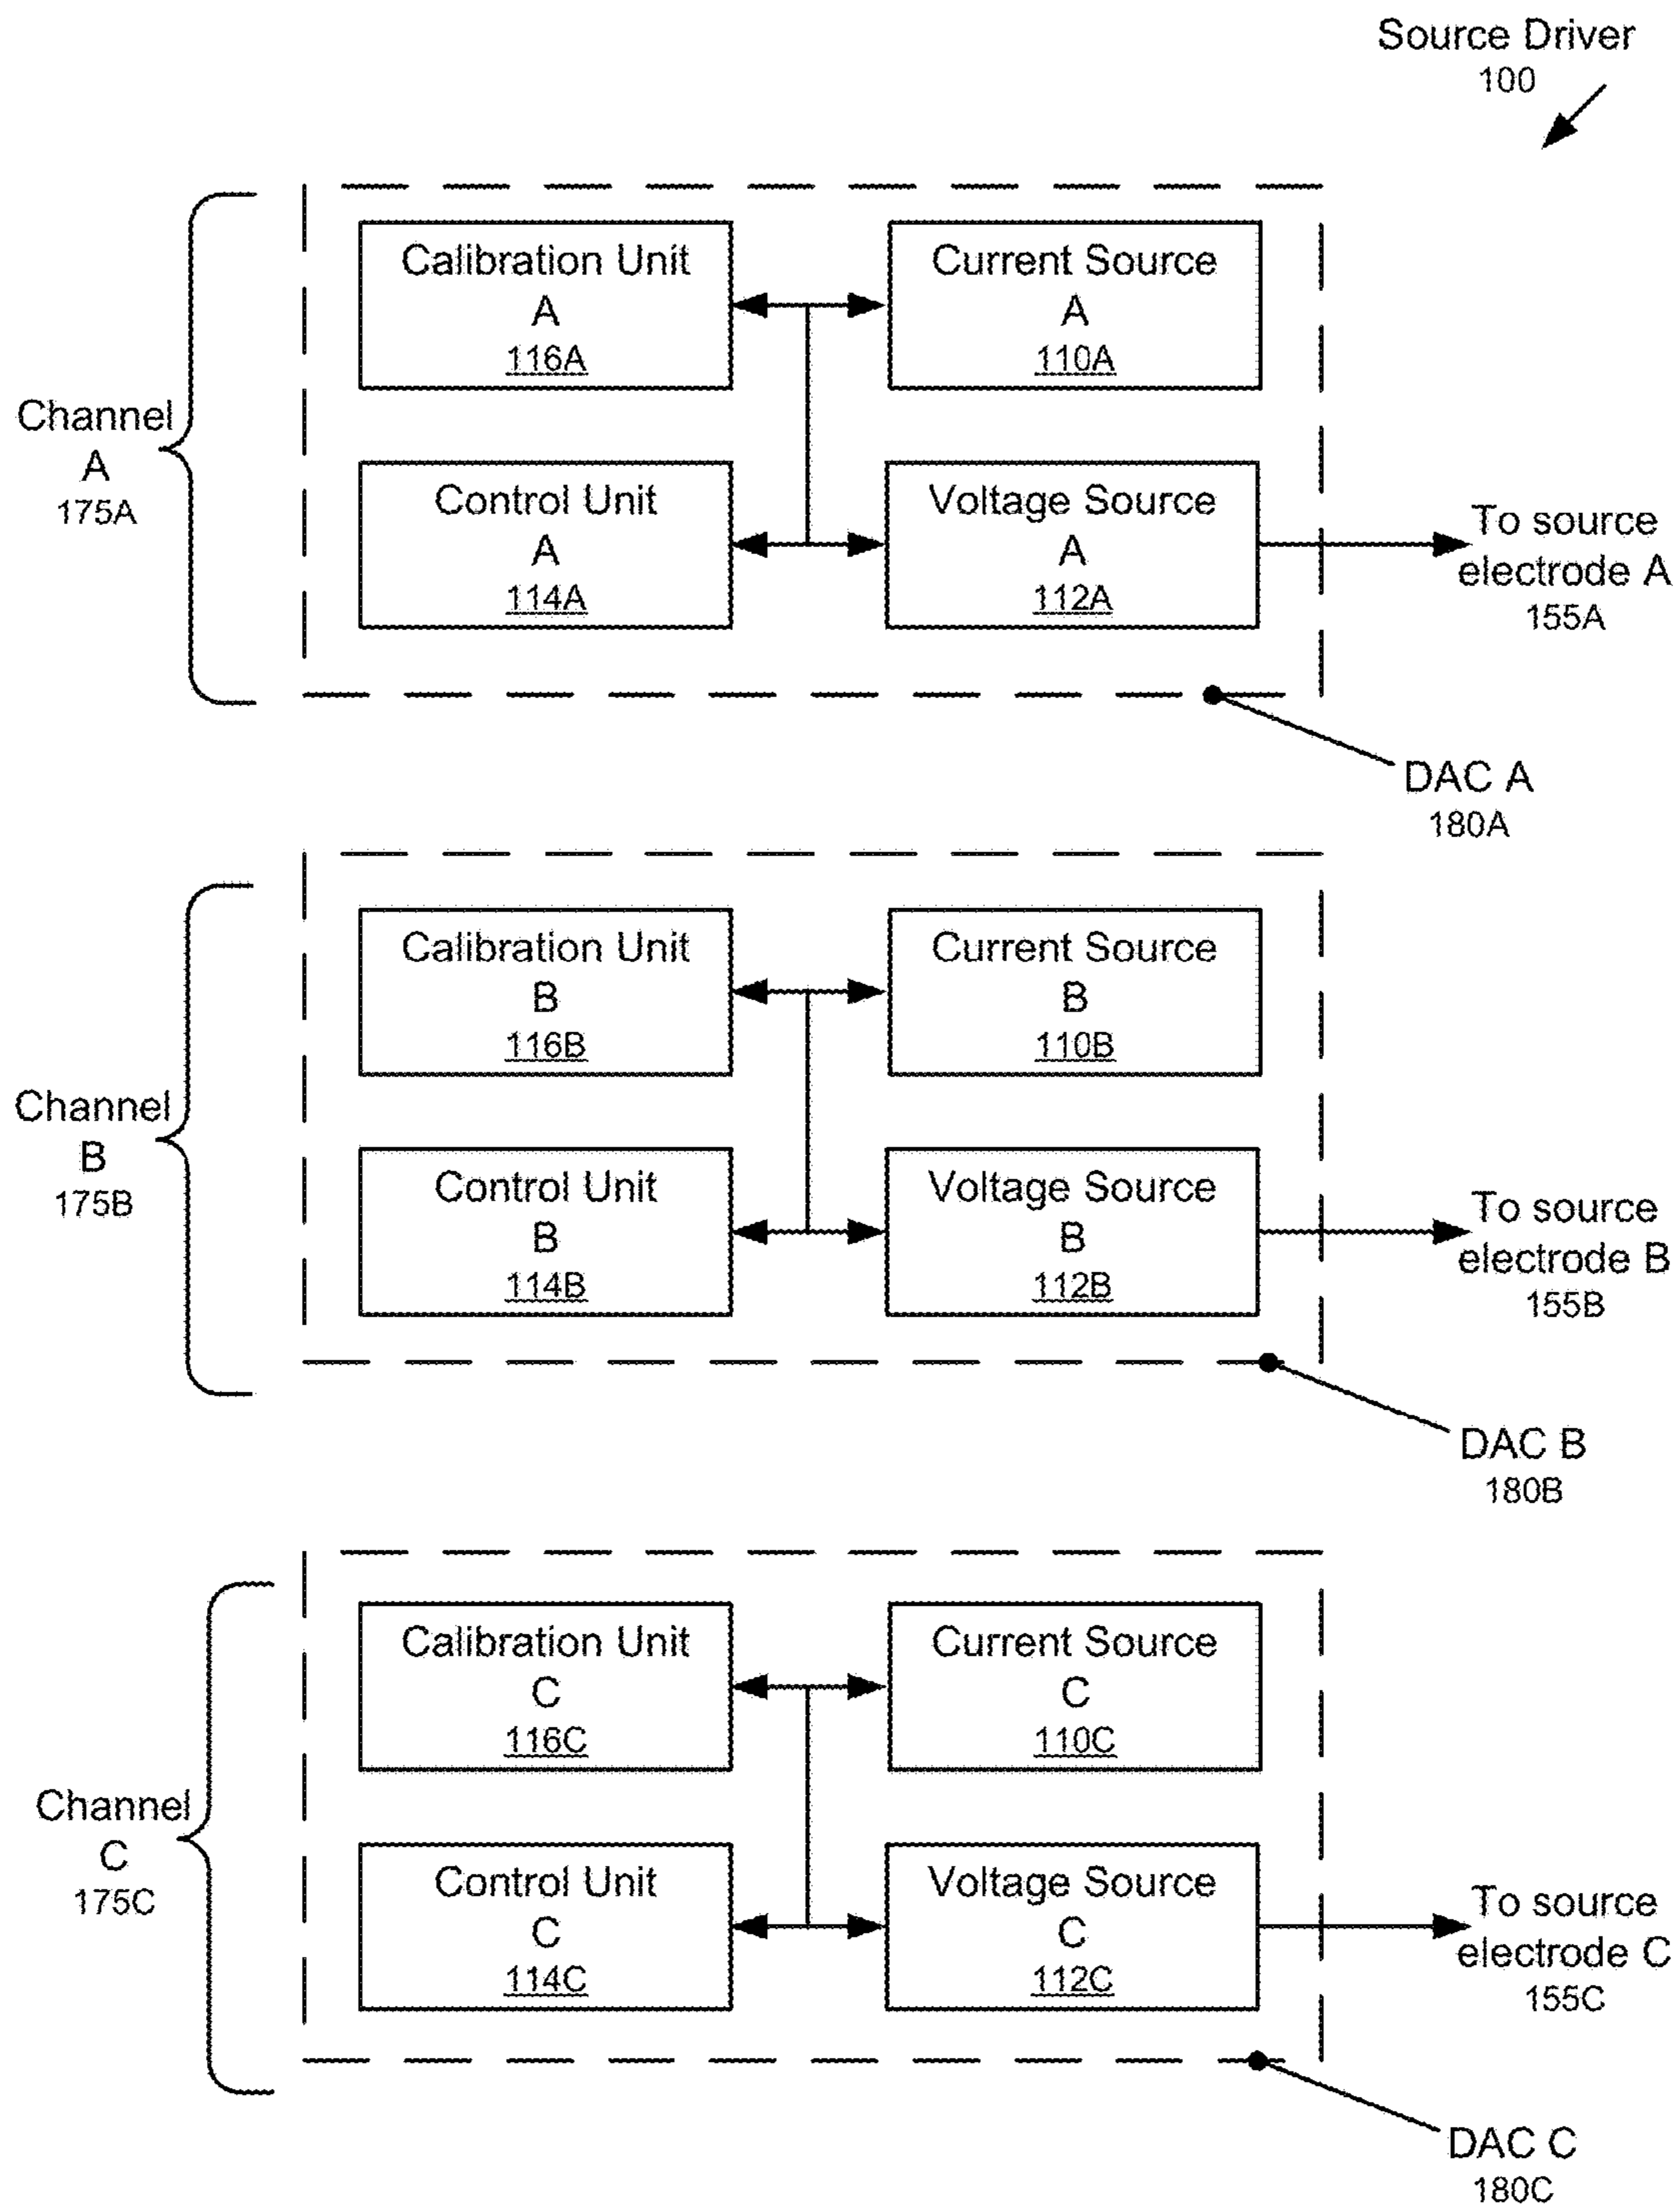 Source Driver
100
Calibration Unit
A
116A
Current Source
A
110A
Channel
A
175A
Control Unit
A
114A
Voltage Source
A
112A
To source
electrode A
155A
DAC A
180A
Calibration Unit
B
116B
Current Source
B
110B
Channel
B
175B
Control Unit
B
114B
Voltage Source
B
112B
To source
electrode B
155B
DAC B
180B
Calibration Unit
C
116C
Current Source
C
110C
Channel
C
175C
Control Unit
C
114C
Voltage Source
C
112C
To source
electrode C
155C
DAC C
180C